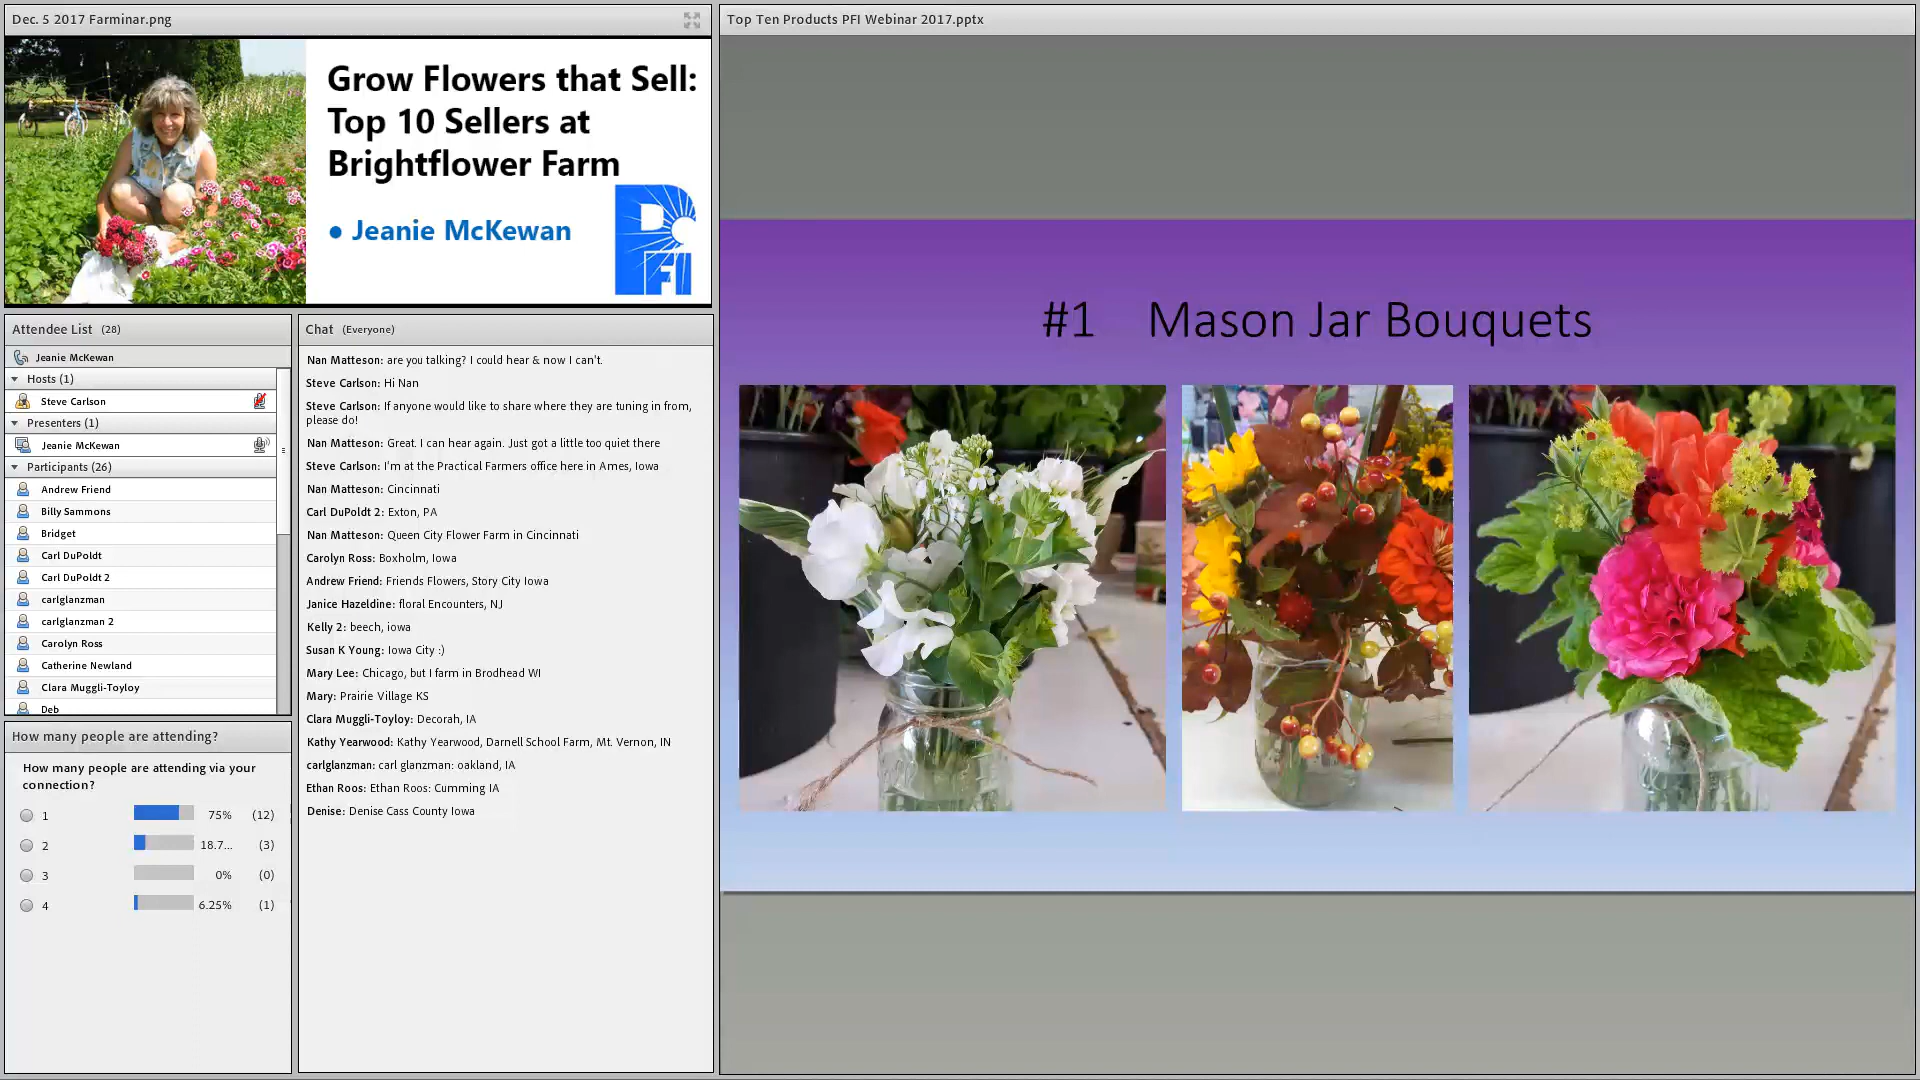 Dec. 5 2017 Farminar.png
Grow Flowers that Sell:
Top 10 Sellers at
Brightflower Farm
• Jeanie McKewan
PFI
Attendee List (28)
Jeanie McKewan
Hosts (1)
Steve Carlson
Presenters (1)
Jeanie McKewan
Participants (26)
Andrew Friend
Billy Sammons
Bridget
Carl DuPoldt
Carl DuPoldt 2
carlglanzman
carlglanzman 2
Carolyn Ross
Catherine Newland
Clara Muggli-Toyloy
Deb
How many people are attending?
How many people are attending via your
connection?
1 75% (12)
2 18.7... (3)
3 0% (0)
4 6.25% (1)
Chat (Everyone)
Nan Matteson: are you talking? I could hear & now I can't.
Steve Carlson: Hi Nan
Steve Carlson: If anyone would like to share where they are tuning in from,
please do!
Nan Matteson: Great. I can hear again. Just got a little too quiet there
Steve Carlson: I'm at the Practical Farmers office here in Ames, Iowa
Nan Matteson: Cincinnati
Carl DuPoldt 2: Exton, PA
Nan Matteson: Queen City Flower Farm in Cincinnati
Carolyn Ross: Boxholm, Iowa
Andrew Friend: Friends Flowers, Story City Iowa
Janice Hazeldine: floral Encounters, NJ
Kelly 2: beech, iowa
Susan K Young: Iowa City :)
Mary Lee: Chicago, but I farm in Brodhead WI
Mary: Prairie Village KS
Clara Muggli-Toyloy: Decorah, IA
Kathy Yearwood: Kathy Yearwood, Darnell School Farm, Mt. Vernon, IN
carlglanzman: carl glanzman: oakland, IA
Ethan Roos: Ethan Roos: Cumming IA
Denise: Denise Cass County Iowa
Top Ten Products PFI Webinar 2017.pptx
#1 Mason Jar Bouquets